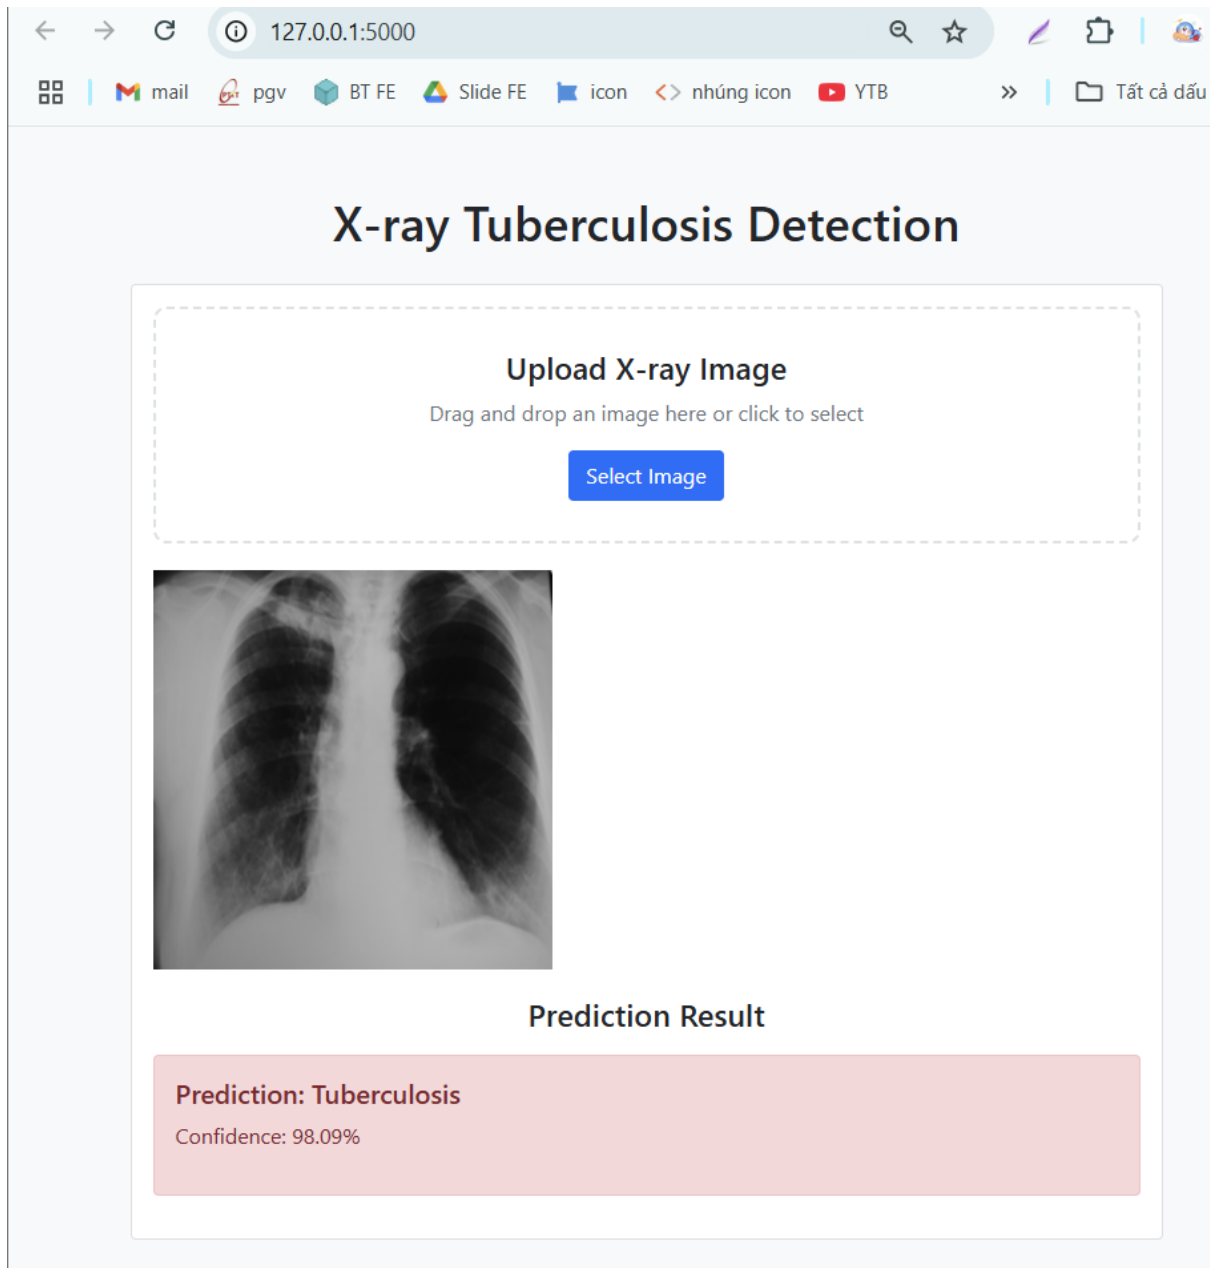 127.0.0.1:5000
mail pgv BT FE Slide FE icon <> nhúng icon YTB » Tất cả dấu
X-ray Tuberculosis Detection
Upload X-ray Image
Drag and drop an image here or click to select
Select Image
Prediction Result
Prediction: Tuberculosis
Confidence: 98.09%